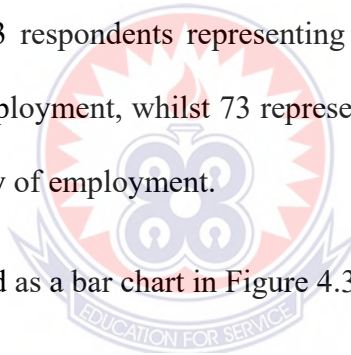 3 respondents representing
ployment, whilst 73 represe
y of employment.
d as a bar chart in Figure 4.3
EDUCATION FOR SERVICE